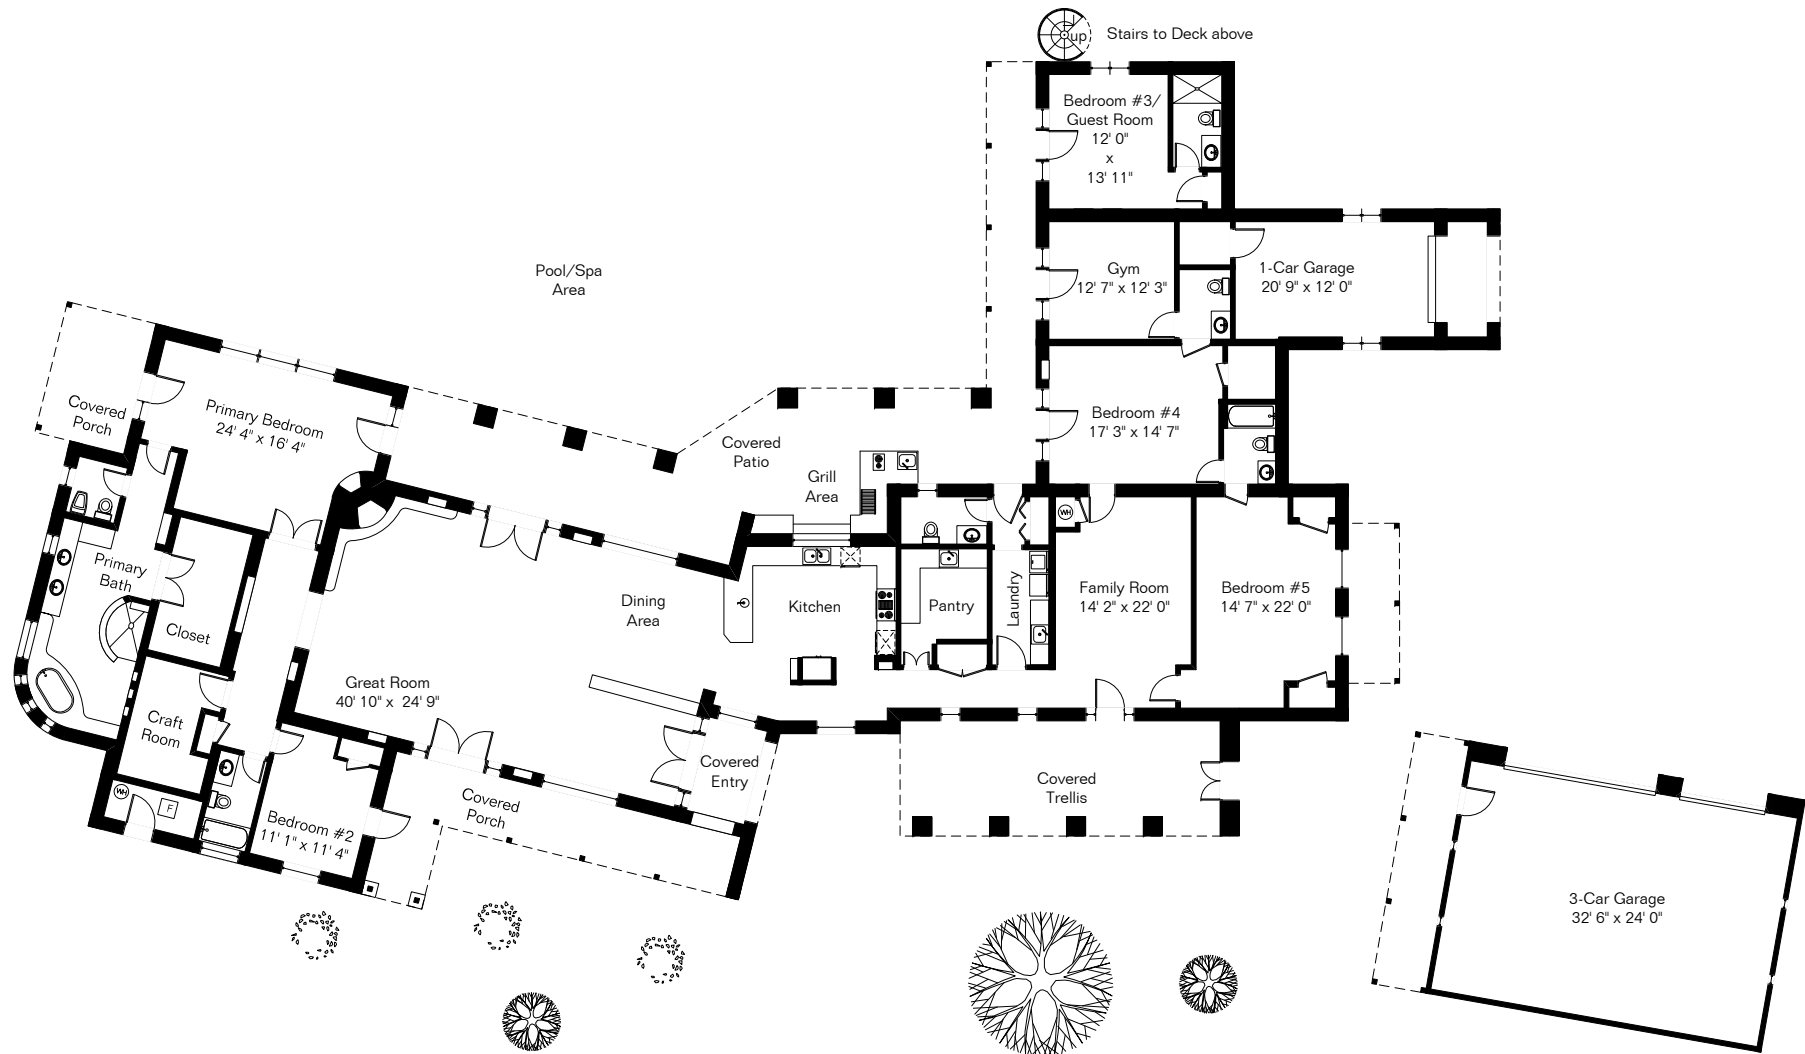 up
Stairs to Deck above
Bedroom #3/
Guest Room
12' 0"
x
13' 11"
Pool/Spa
Area
Gym
12' 7" x 12' 3"
1-Car Garage
20' 9" x 12' 0"
Covered
Porch
Primary Bedroom
24' 4" x 16' 4"
Covered
Patio
Grill
Area
Bedroom #4
17' 3" x 14' 7"
WH
Primary
Bath
Closet
Dining
Area
Kitchen
Pantry
Laundry
Family Room
14' 2" x 22' 0"
Bedroom #5
14' 7" x 22' 0"
Great Room
40' 10" x 24' 9"
Craft
Room
WH
F
Bedroom #2
11' 1" x 11' 4"
Covered
Porch
Covered
Entry
Covered
Trellis
3-Car Garage
32' 6" x 24' 0"